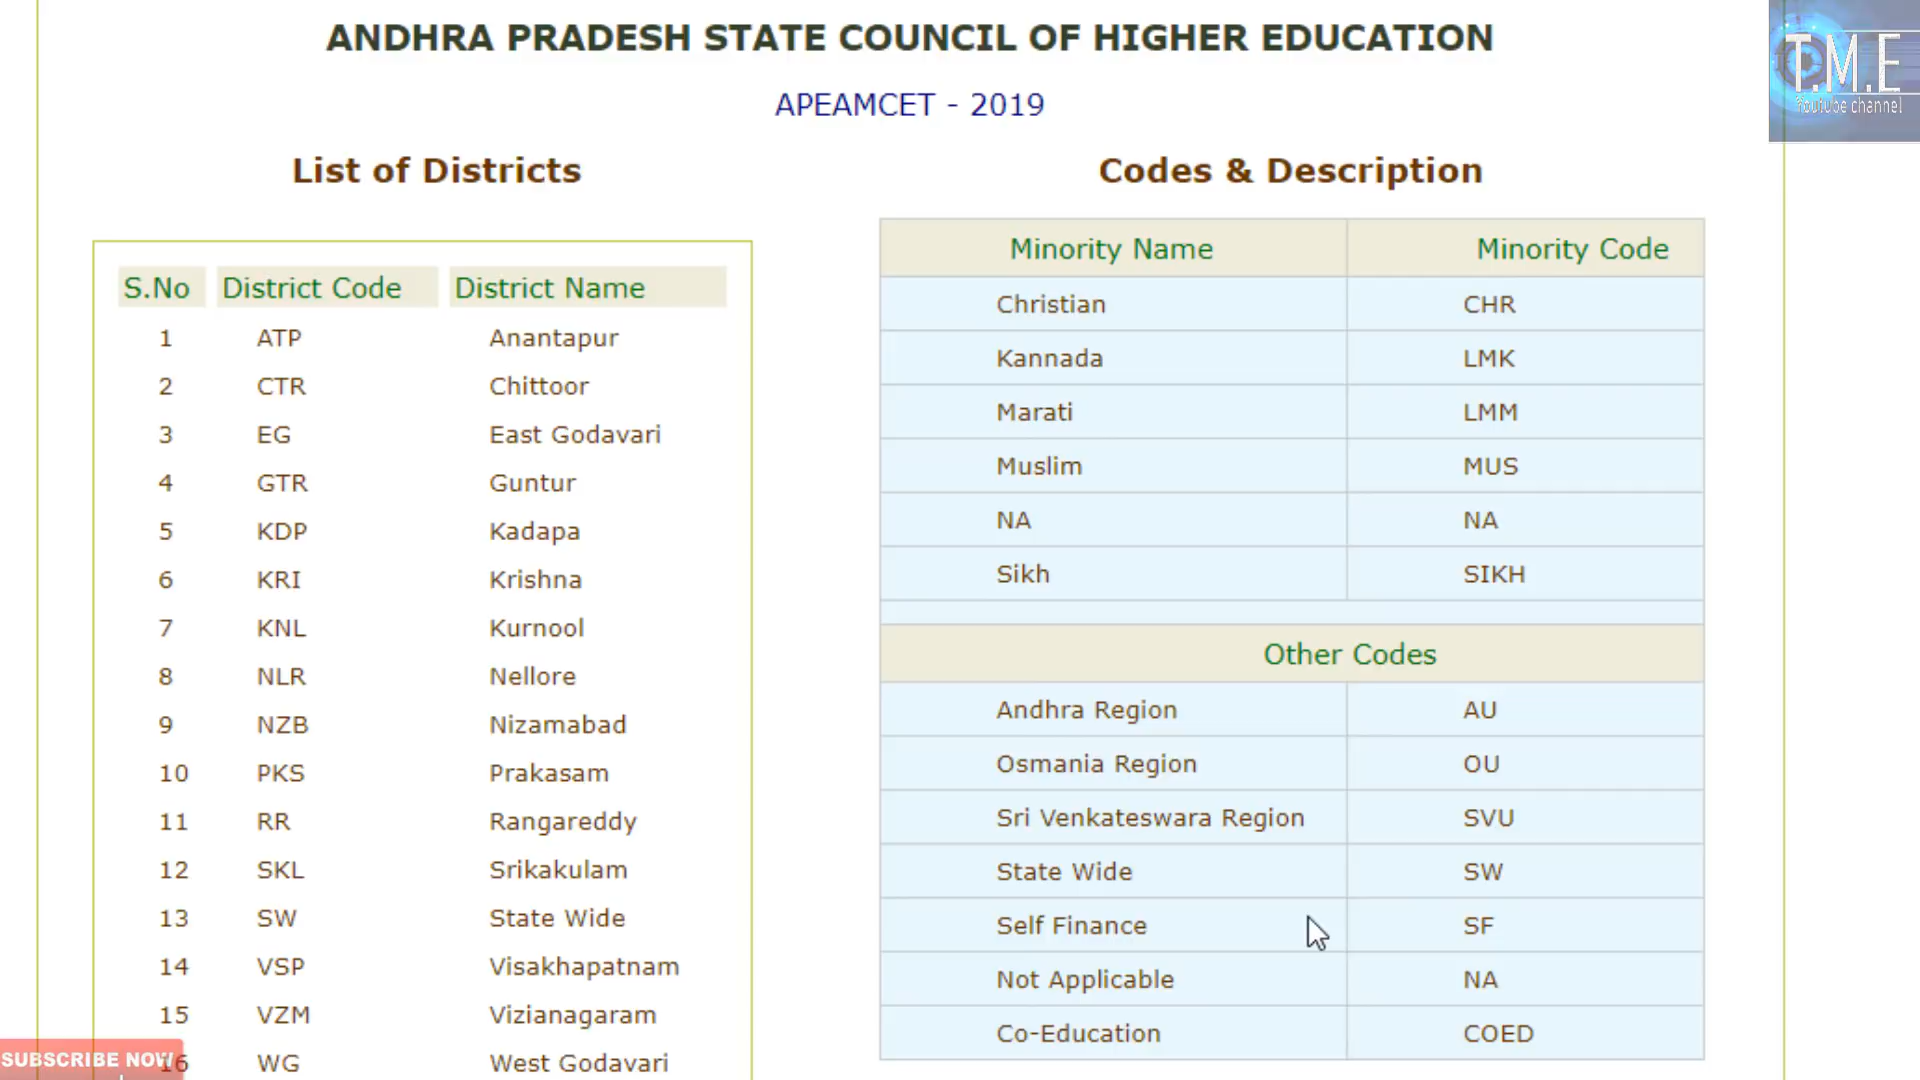 ANDHRA PRADESH STATE COUNCIL OF HIGHER EDUCATION
APEAMCET - 2019
T.M.E
Youtube channel
List of Districts
S.No District Code District Name
1 ATP Anantapur
2 CTR Chittoor
3 EG East Godavari
4 GTR Guntur
5 KDP Kadapa
6 KRI Krishna
7 KNL Kurnool
8 NLR Nellore
9 NZB Nizamabad
10 PKS Prakasam
11 RR Rangareddy
12 SKL Srikakulam
13 SW State Wide
14 VSP Visakhapatnam
15 VZM Vizianagaram
16 WG West Godavari
Codes & Description
Minority Name Minority Code
Christian CHR
Kannada LMK
Marati LMM
Muslim MUS
NA NA
Sikh SIKH
Other Codes
Andhra Region AU
Osmania Region OU
Sri Venkateswara Region SVU
State Wide SW
Self Finance SF
Not Applicable NA
Co-Education COED
SUBSCRIBE NOW